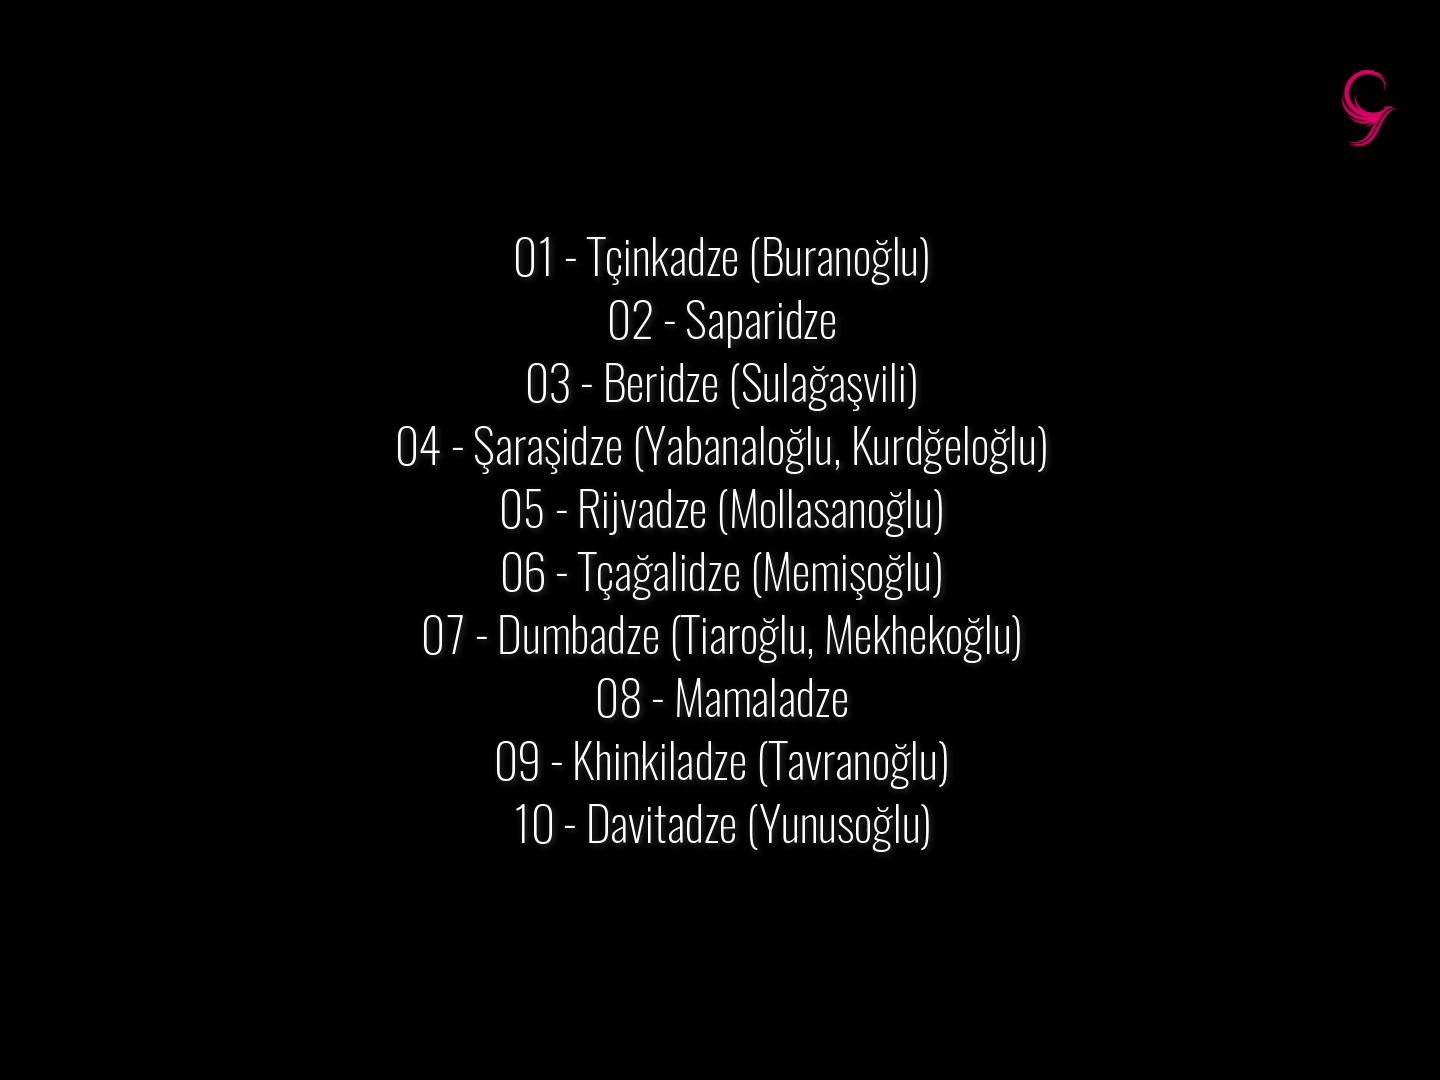 01 - Tçinkadze (Buranoğlu)
02 - Saparidze
03 - Beridze (Sulağaşvili)
04 - Şaraşidze (Yabanaloğlu, Kurdğeloğlu)
05 - Rijvadze (Mollasanoğlu)
06 - Tçağalidze (Memişoğlu)
07 - Dumbadze (Tiaroğlu, Mekhekoğlu)
08 - Mamaladze
09 - Khinkiladze (Tavranoğlu)
10 - Davitadze (Yunusoğlu)